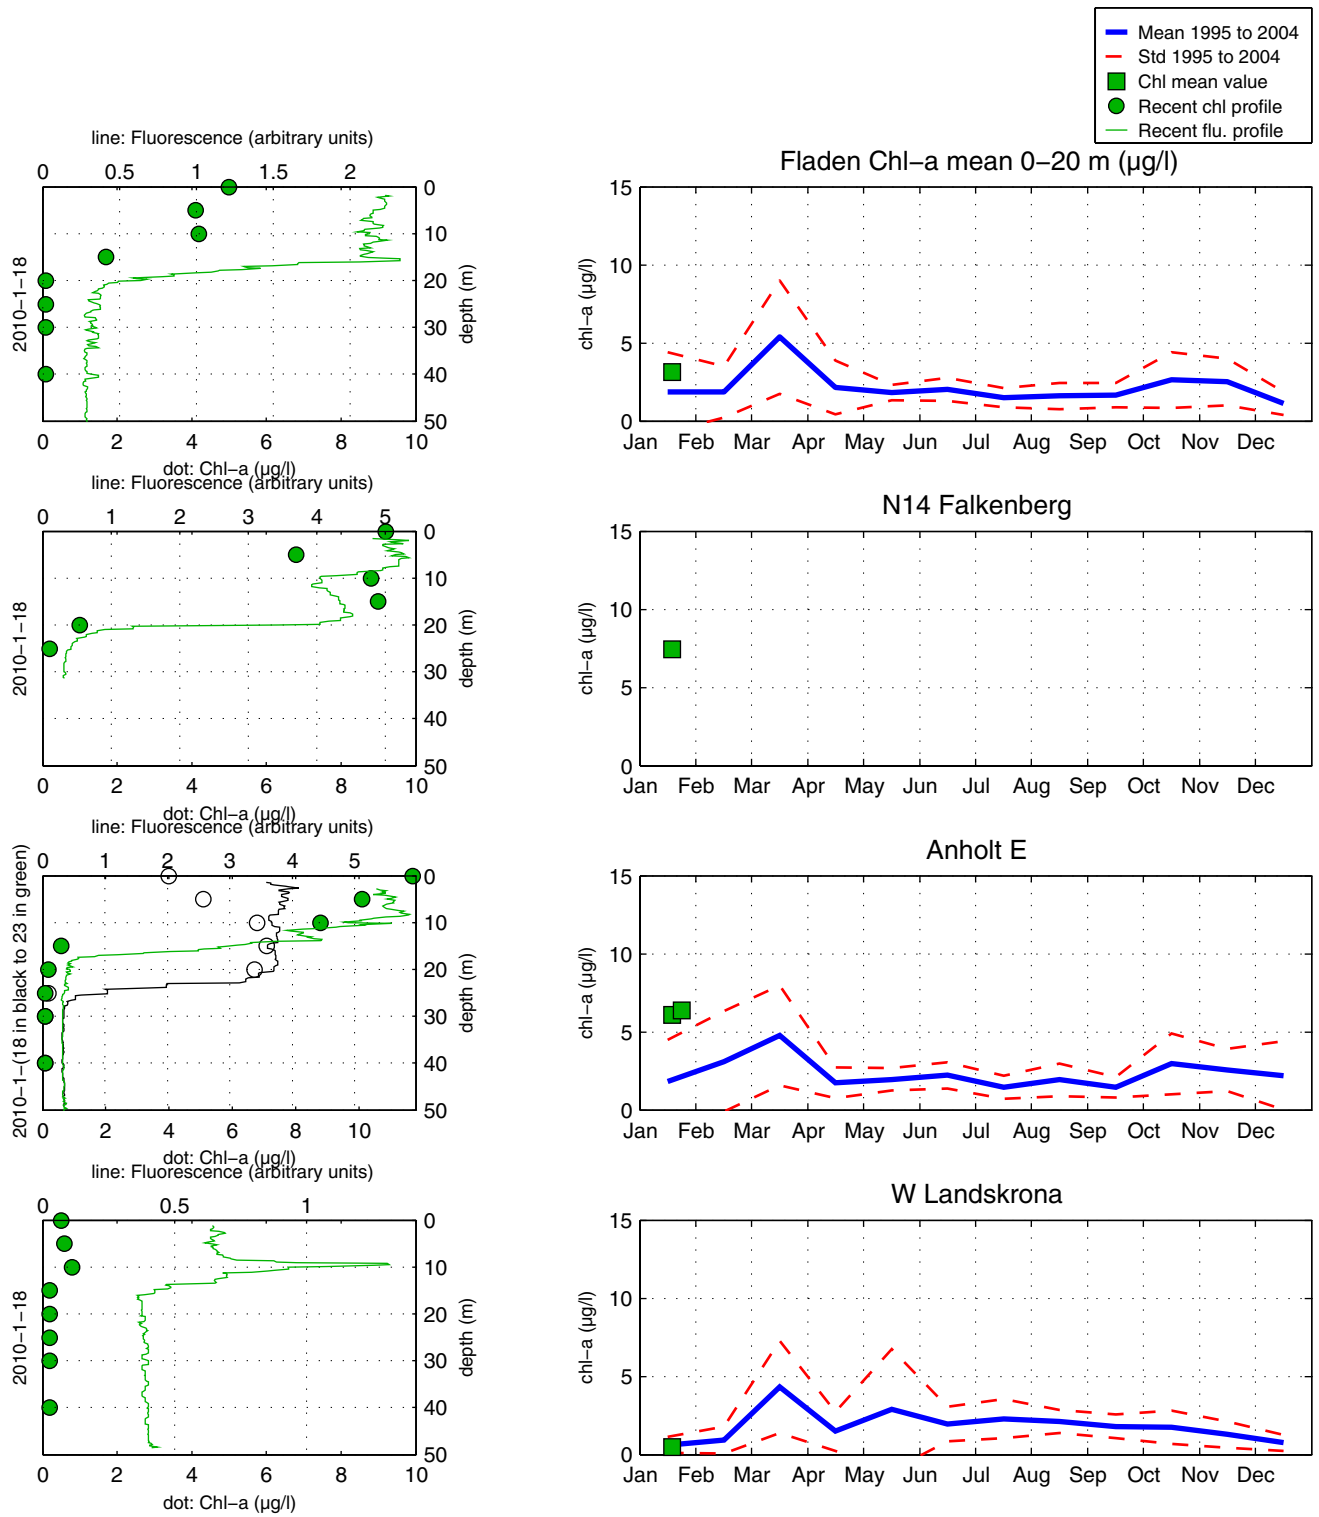 Mean 1995 to 2004
Std 1995 to 2004
Chl mean value
Recent chl profile
Recent flu. profile
line: Fluorescence (arbitrary units)
0 0.5 1 1.5 2
2010−1−18
0
10
20
30
40
50
depth (m)
0 2 4 6 8 10
dot: Chl−a (µg/l)
Fladen Chl−a mean 0−20 m (µg/l)
chl−a (µg/l)
15
10
5
0
Jan Feb Mar Apr May Jun Jul Aug Sep Oct Nov Dec
line: Fluorescence (arbitrary units)
0 1 2 3 4 5
2010−1−18
0
10
20
30
40
50
depth (m)
0 2 4 6 8 10
dot: Chl−a (µg/l)
N14 Falkenberg
chl−a (µg/l)
15
10
5
0
Jan Feb Mar Apr May Jun Jul Aug Sep Oct Nov Dec
line: Fluorescence (arbitrary units)
0 1 2 3 4 5
2010−1−(18 in black to 23 in green)
0
10
20
30
40
50
depth (m)
0 2 4 6 8 10
dot: Chl−a (µg/l)
Anholt E
chl−a (µg/l)
15
10
5
0
Jan Feb Mar Apr May Jun Jul Aug Sep Oct Nov Dec
line: Fluorescence (arbitrary units)
0 0.5 1
2010−1−18
0
10
20
30
40
50
depth (m)
0 2 4 6 8 10
dot: Chl−a (µg/l)
W Landskrona
chl−a (µg/l)
15
10
5
0
Jan Feb Mar Apr May Jun Jul Aug Sep Oct Nov Dec